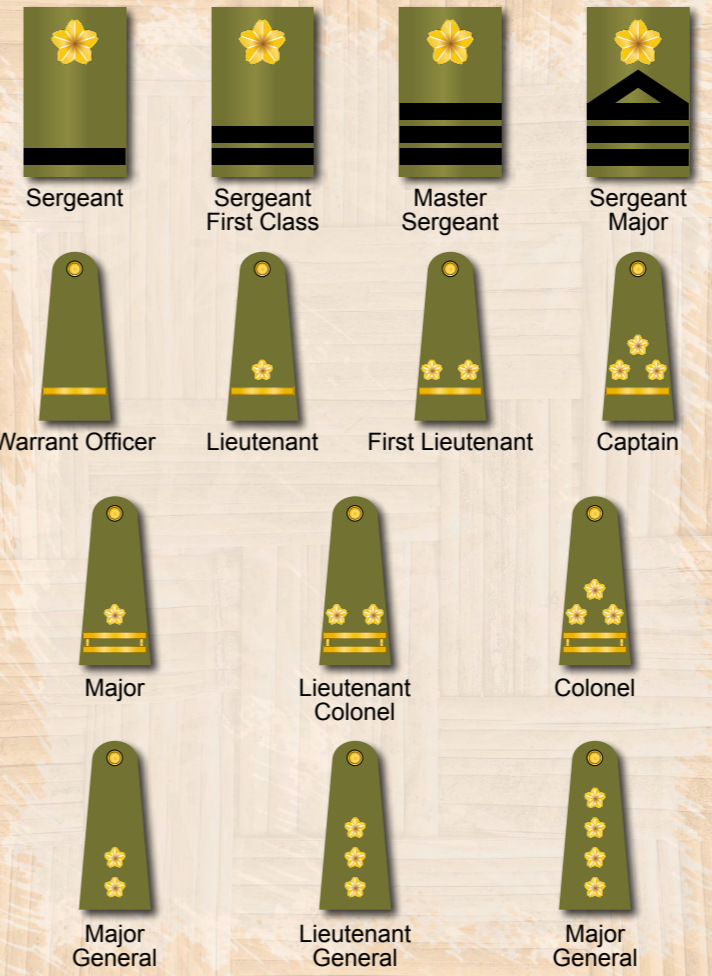 Sergeant
Sergeant
First Class
Master
Sergeant
Sergeant
Major
Warrant Officer
Lieutenant
First Lieutenant
Captain
Major
Lieutenant
Colonel
Colonel
Major
General
Lieutenant
General
Major
General